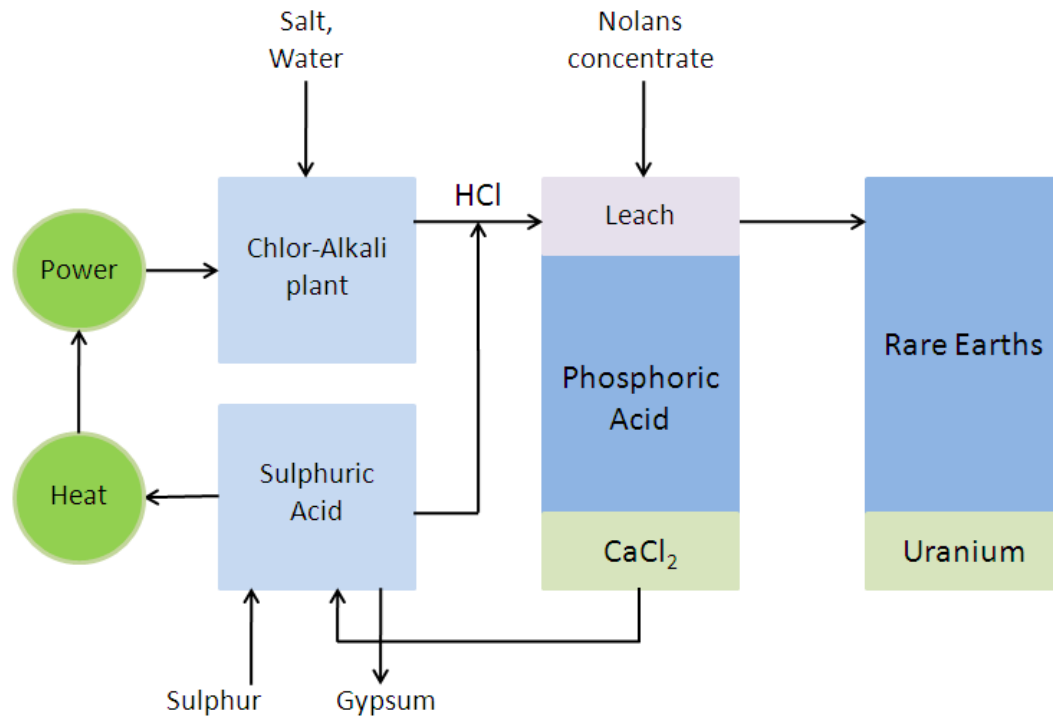 Salt,
Water
Nolans
concentrate
HCl
Leach
Power
Chlor-Alkali
plant
Rare Earths
Phosphoric
Acid
Heat
Sulphuric
Acid
CaCl₂
Uranium
Sulphur
Gypsum